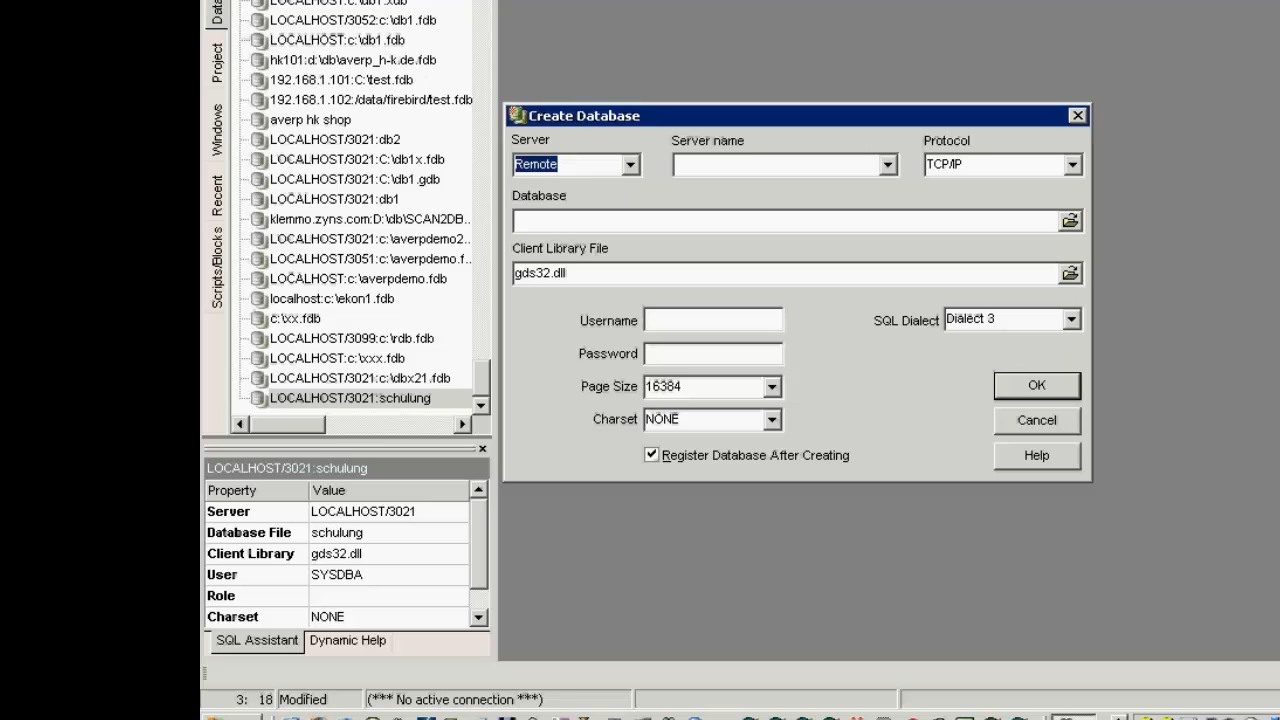 LOCALHOST/3052:c:\db1.fdb
LOCALHOST:c:\db1.fdb
hk101:d:\db\averp_h-k.de.fdb
192.168.1.101:C:\test.fdb
192.168.1.102:/data/firebird/test.fdb
averp hk shop
LOCALHOST/3021:db2
LOCALHOST/3021:C:\db1x.fdb
LOCALHOST/3021:C:\db1.gdb
LOCALHOST/3021:db1
klemmo.zyns.com:D:\db\SCAN2DB...
LOCALHOST/3021:c:\averpdemo2...
LOCALHOST/3051:c:\averpdemo.f...
LOCALHOST/3021:c:\averpdemo.fdb
localhost:c:\ekon1.fdb
c:\xx.fdb
LOCALHOST/3099:c:\rdb.fdb
LOCALHOST:c:\xxx.fdb
LOCALHOST/3021:c:\dbx21.fdb
LOCALHOST/3021:schulung
Project
Windows
Recent
Scripts/Blocks
LOCALHOST/3021:schulung
Property Value
Server LOCALHOST/3021
Database File schulung
Client Library gds32.dll
User SYSDBA
Role
Charset NONE
SQL Assistant Dynamic Help
3: 18 Modified (*** No active connection ***)
Create Database
Server Server name Protocol
Remote TCP/IP
Database
Client Library File
gds32.dll
Username SQL Dialect Dialect 3
Password
Page Size 16384 OK
Charset NONE Cancel
Register Database After Creating Help